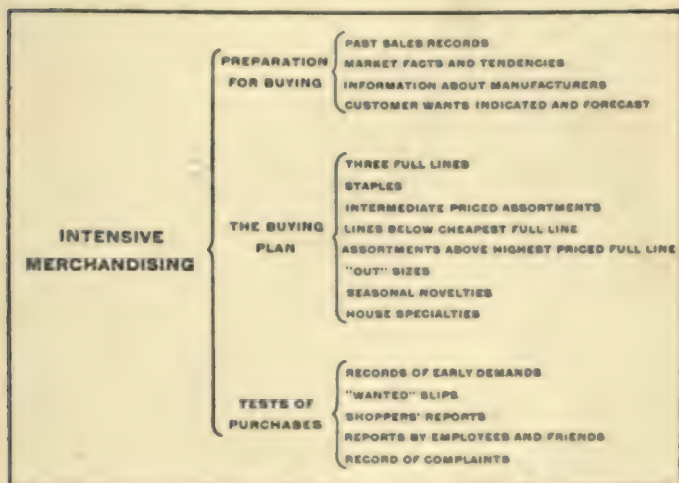 INTENSIVE
MERCHANDISING
PREPARATION
FOR BUYING
PAST SALES RECORDS
MARKET FACTS AND TENDENCIES
INFORMATION ABOUT MANUFACTURERS
CUSTOMER WANTS INDICATED AND FORECAST
THE BUYING
PLAN
THREE FULL LINES
STAPLES
INTERMEDIATE PRICED ASSORTMENTS
LINES BELOW CHEAPEST FULL LINE
ASSORTMENTS ABOVE HIGHEST PRICED FULL LINE
"OUT" SIZES
SEASONAL NOVELTIES
HOUSE SPECIALTIES
TESTS OF
PURCHASES
RECORDS OF EARLY DEMANDS
"WANTED" SLIPS
SHOPPERS' REPORTS
REPORTS BY EMPLOYEES AND FRIENDS
RECORD OF COMPLAINTS